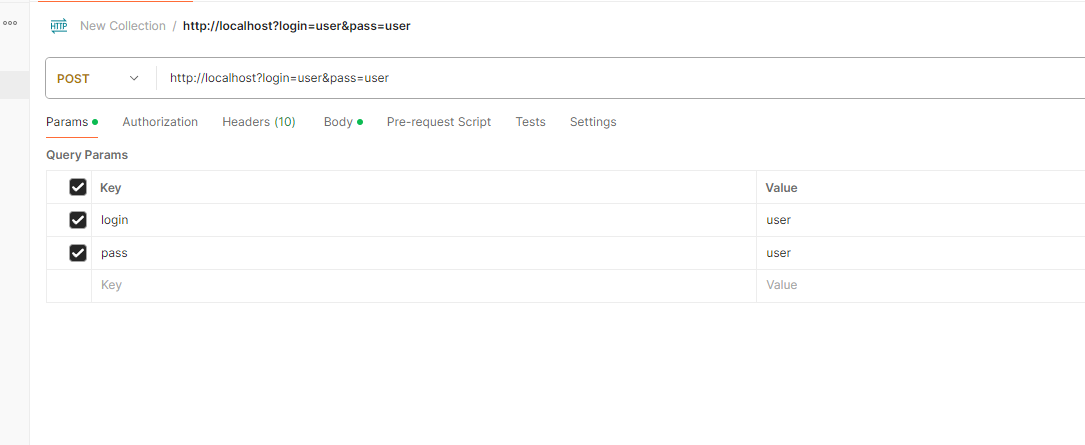 HTTP New Collection / http://localhost?login=user&pass=user
POST http://localhost?login=user&pass=user
Params Authorization Headers (10) Body Pre-request Script Tests Settings
Query Params
Key Value
login user
pass user
Key Value